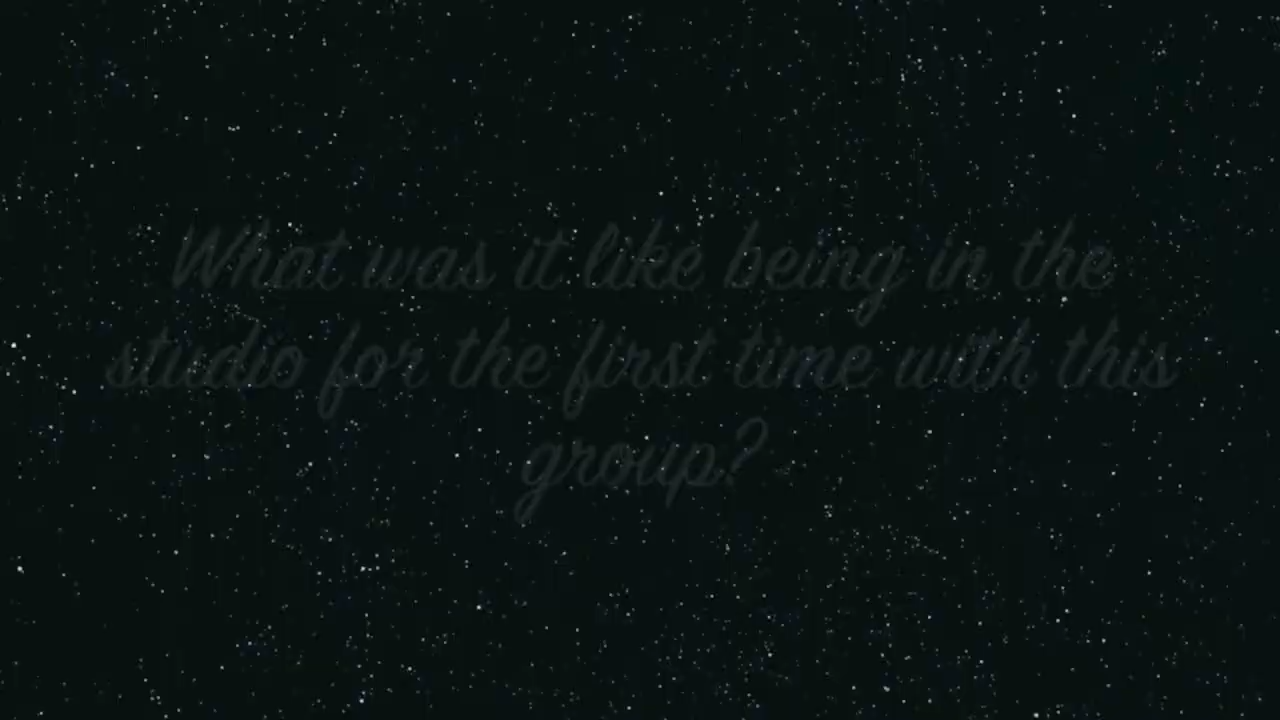 What was it like being in the
studio for the first time with this
group?